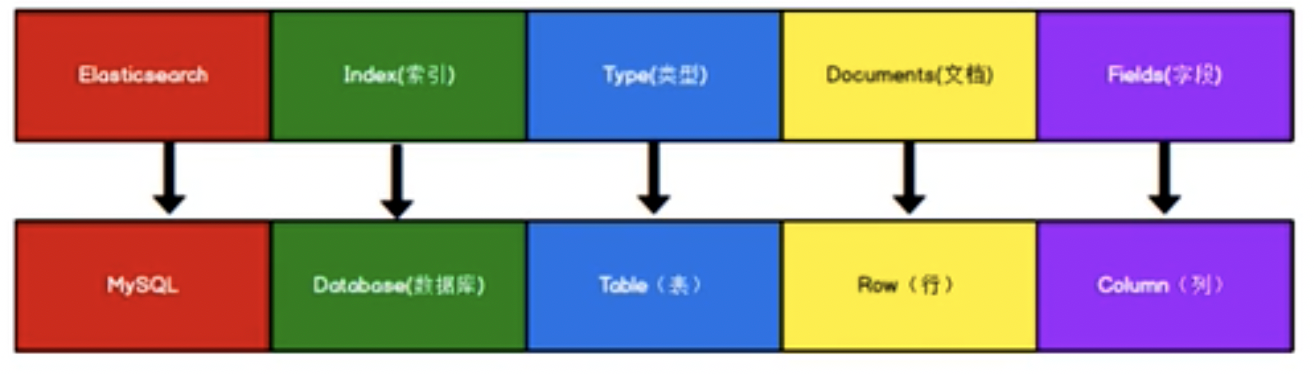 Elasticsearch
Index(索引)
Type(类型)
Documents(文档)
Fields(字段)
MySQL
Database(数据库)
Table（表）
Row（行）
Column（列）